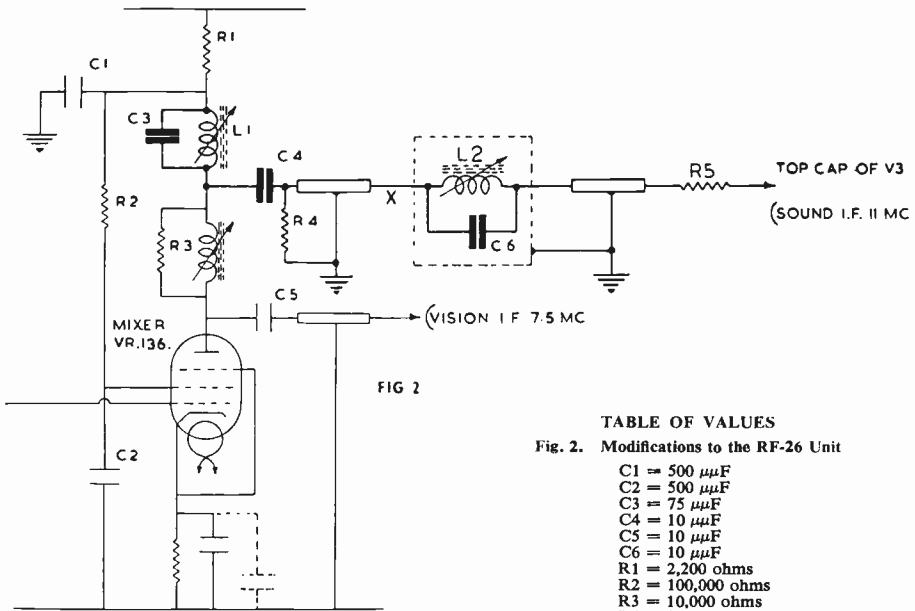 R1
C1
C3
L1
C4
L2
R5
TOP CAP OF V3
X
R2
R4
(SOUND I.F. 11 MC
R3
C6
C5
MIXER
VR.136.
(VISION I F 7·5 MC
FIG 2
C2
TABLE OF VALUES
Fig. 2. Modifications to the RF-26 Unit
C1 = 500 μμF
C2 = 500 μμF
C3 = 75 μμF
C4 = 10 μμF
C5 = 10 μμF
C6 = 10 μμF
R1 = 2,200 ohms
R2 = 100,000 ohms
R3 = 10,000 ohms